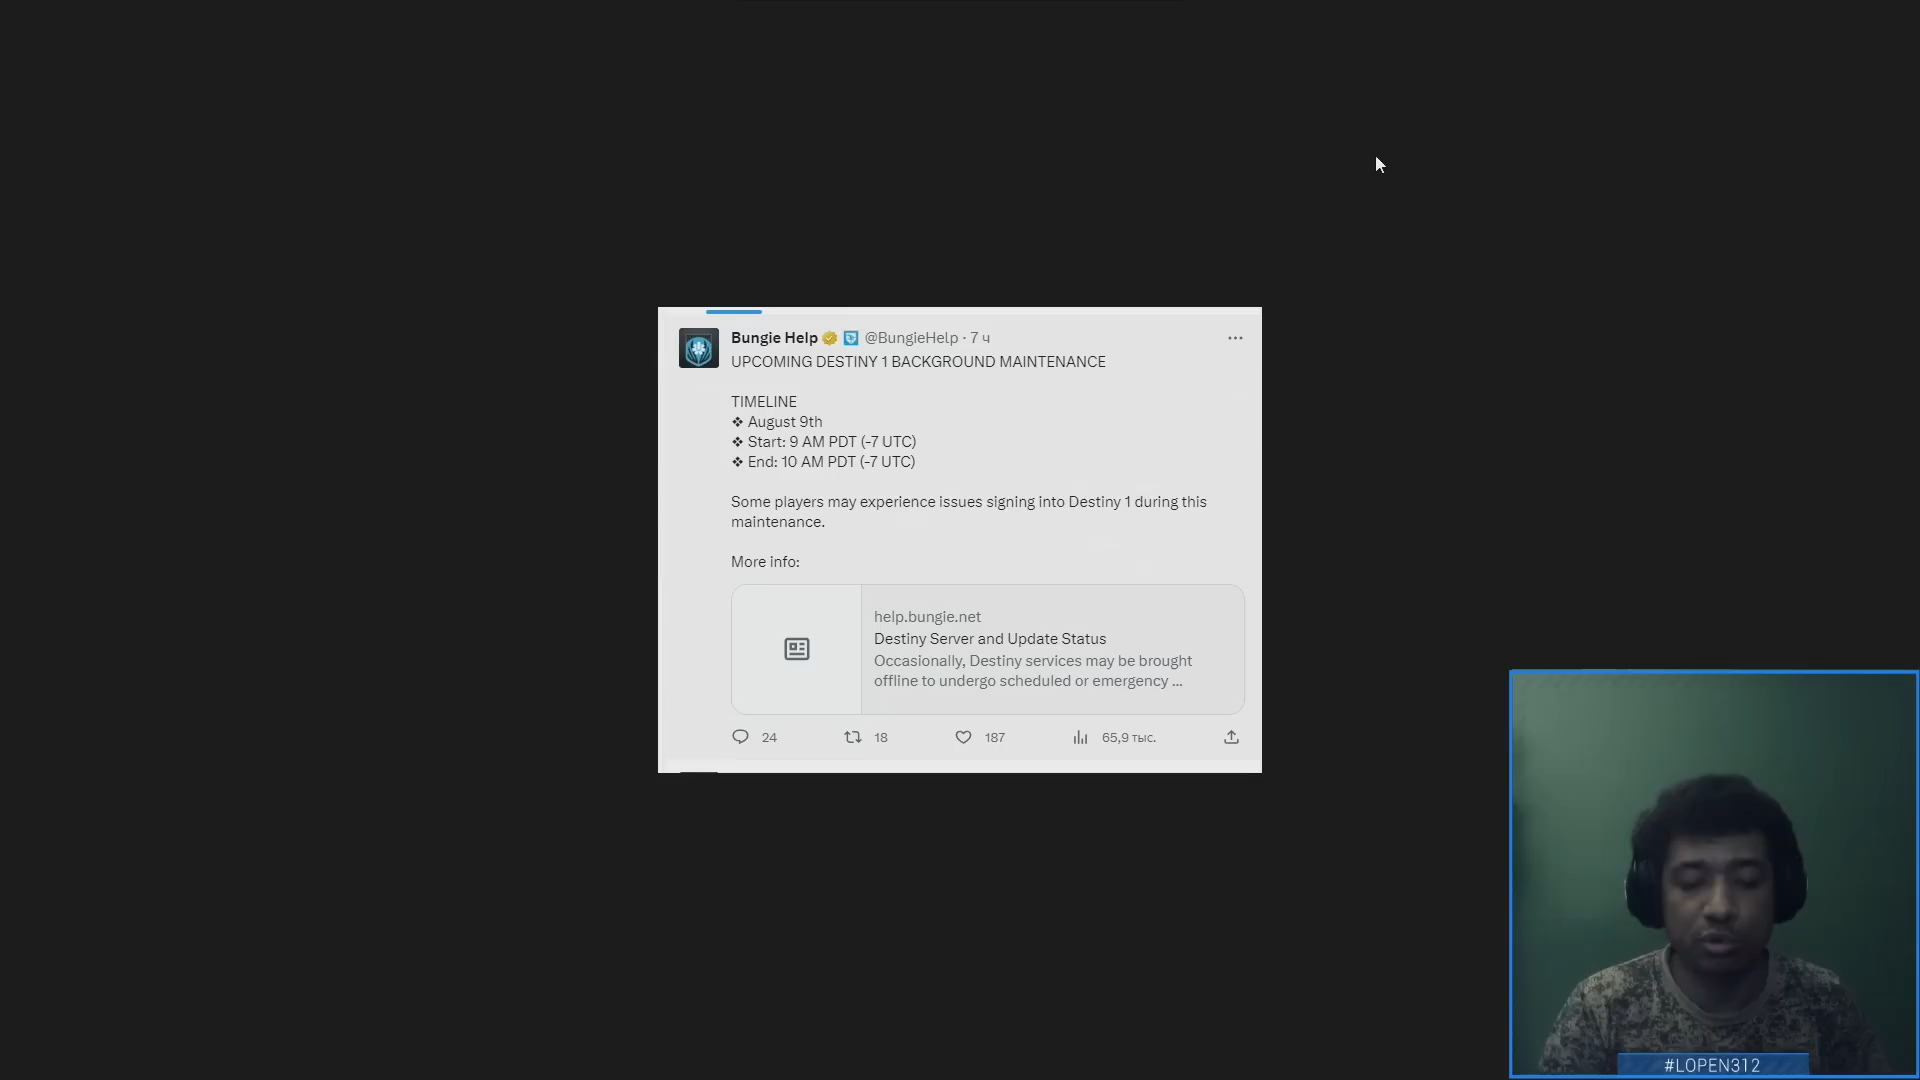 Bungie Help @BungieHelp · 7 ч
UPCOMING DESTINY 1 BACKGROUND MAINTENANCE
TIMELINE
❖ August 9th
❖ Start: 9 AM PDT (-7 UTC)
❖ End: 10 AM PDT (-7 UTC)
Some players may experience issues signing into Destiny 1 during this
maintenance.
More info:
help.bungie.net
Destiny Server and Update Status
Occasionally, Destiny services may be brought
offline to undergo scheduled or emergency ...
24 18 187 65,9 тыс.
#LOPEN312